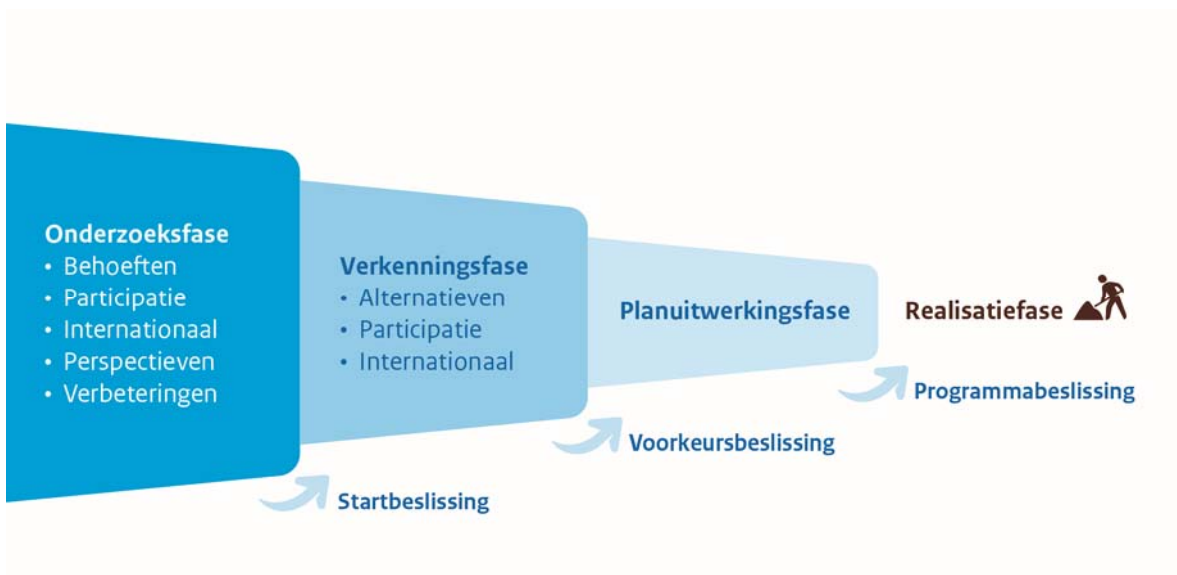 Onderzoeksfase
• Behoeften
• Participatie
• Internationaal
• Perspectieven
• Verbeteringen
Verkenningsfase
• Alternatieven
• Participatie
• Internationaal
Planuitwerkingsfase
Realisatiefase
Startbeslissing
Voorkeursbeslissing
Programmabeslissing